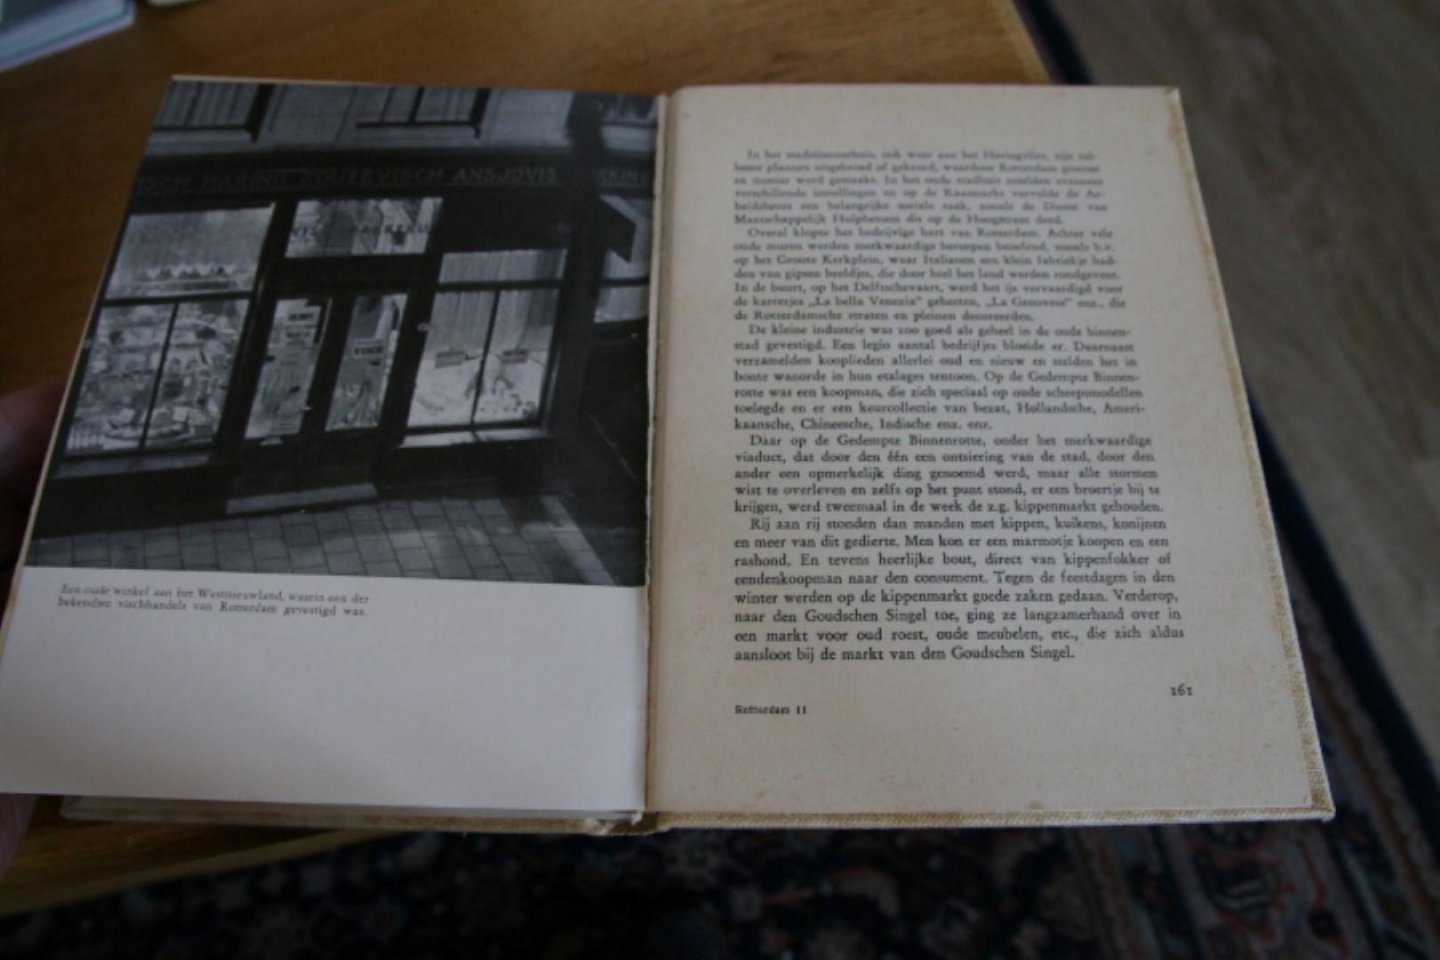 VISCH HARING ZOUTEVISCH ANSJOVIS BOKKING
Een oude winkel aan het Westnieuwland, waarin een der
bekendste vischhandels van Rotterdam gevestigd was.
In het stadstimmerhuis, ook weer aan het Haringvliet, zijn tal-
looze plannen uitgebroed of gekeurd, waardoor Rotterdam grooter
en mooier werd gemaakt. In het oude stadhuis zetelden eveneens
verschillende instellingen en op de Kaasmarkt vervulde de Ar-
beidsbeurs een belangrijke sociale taak, zooals de Dienst van
Maatschappelijk Hulpbetoon dit op de Hoogstraat deed.
Overal klopte het bedrijvige hart van Rotterdam. Achter vele
oude muren werden merkwaardige beroepen beoefend, zooals b.v.
op het Groote Kerkplein, waar Italianen een klein fabriekje had-
den van gipsen beeldjes, die door heel het land werden rondgevent.
In de buurt, op het Delftschevaart, werd het ijs vervaardigd voor
de karretjes „La bella Venezia" geheeten, „La Genovese" enz., die
de Rotterdamsche straten en pleinen decoreerden.
De kleine industrie was zoo goed als geheel in de oude binnen-
stad gevestigd. Een legio aantal bedrijfjes bloeide er. Daarnaast
verzamelden kooplieden allerlei oud en nieuw en stelden het in
bonte wanorde in hun etalages tentoon. Op de Gedempte Binnen-
rotte was een koopman, die zich speciaal op oude scheepsmodellen
toelegde en er een keurcollectie van bezat, Hollandsche, Ameri-
kaansche, Chineesche, Indische enz. enz.
Daar op de Gedempte Binnenrotte, onder het merkwaardige
viaduct, dat door den één een ontsiering van de stad, door den
ander een opmerkelijk ding genoemd werd, maar alle stormen
wist te overleven en zelfs op het punt stond, er een broertje bij te
krijgen, werd tweemaal in de week de z.g. kippenmarkt gehouden.
Rij aan rij stonden dan manden met kippen, kuikens, konijnen
en meer van dit gedierte. Men kon er een marmotje koopen en een
rashond. En tevens heerlijke bout, direct van kippenfokker of
eendenkoopman naar den consument. Tegen de feestdagen in den
winter werden op de kippenmarkt goede zaken gedaan. Verderop,
naar den Goudschen Singel toe, ging ze langzamerhand over in
een markt voor oud roest, oude meubelen, etc., die zich aldus
aansloot bij de markt van den Goudschen Singel.
161
Rotterdam 11